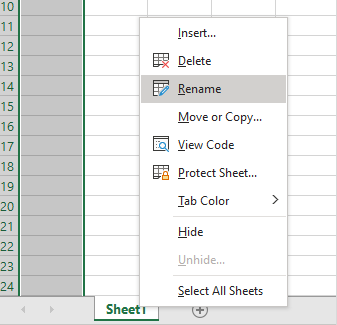 10
11
12
13
14
15
16
17
18
19
20
21
22
23
24
Insert...
Delete
Rename
Move or Copy...
View Code
Protect Sheet...
Tab Color
Hide
Unhide...
Select All Sheets
Sheet1